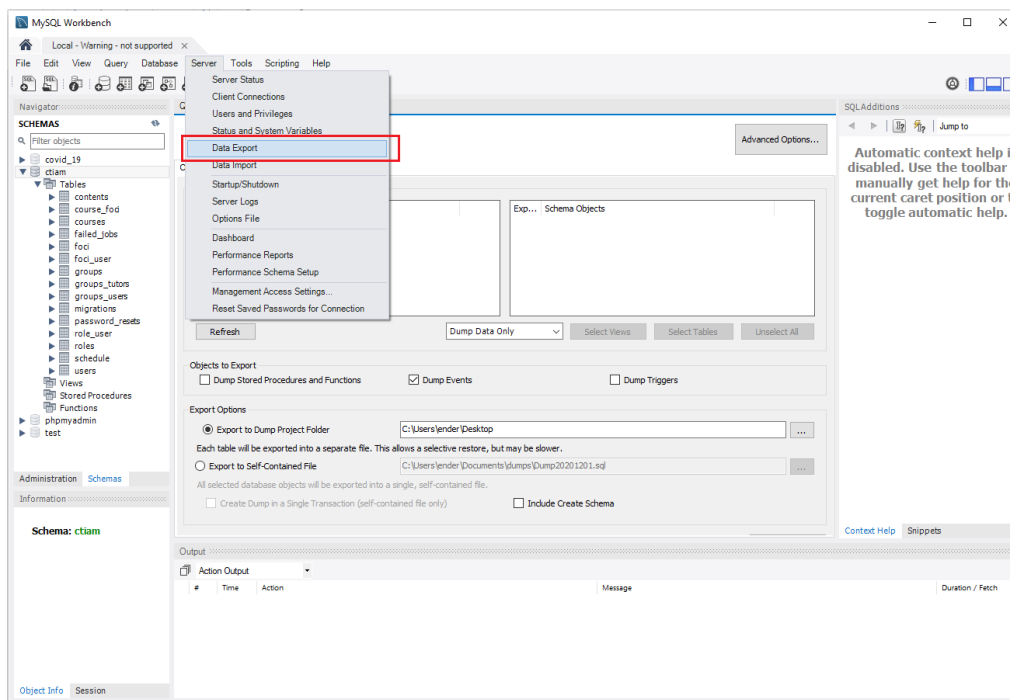 MySQL Workbench
Local - Warning - not supported
File Edit View Query Database Server Tools Scripting Help
Server Status
Client Connections
Users and Privileges
Status and System Variables
Data Export
Data Import
Startup/Shutdown
Server Logs
Options File
Dashboard
Performance Reports
Performance Schema Setup
Management Access Settings...
Reset Saved Passwords for Connection
Navigator
SCHEMAS
Filter objects
covid_19
ctiam
Tables
contents
course_foci
courses
failed_jobs
foci
foci_user
groups
groups_tutors
groups_users
migrations
password_resets
role_user
roles
schedule
users
Views
Stored Procedures
Functions
phpmyadmin
test
Administration Schemas
Information
Schema: ctiam
Object Info Session
Advanced Options...
Exp... Schema Objects
Refresh Dump Data Only Select Views Select Tables Unselect All
Objects to Export
Dump Stored Procedures and Functions Dump Events Dump Triggers
Export Options
Export to Dump Project Folder C:\Users\ender\Desktop ...
Each table will be exported into a separate file. This allows a selective restore, but may be slower.
Export to Self-Contained File C:\Users\ender\Documents\dumps\Dump20201201.sql ...
All selected database objects will be exported into a single, self-contained file.
Create Dump in a Single Transaction (self-contained file only) Include Create Schema
SQLAdditions
Jump to
Automatic context help i
disabled. Use the toolbar
manually get help for the
current caret position or t
toggle automatic help.
Context Help Snippets
Output
Action Output
# Time Action Message Duration / Fetch